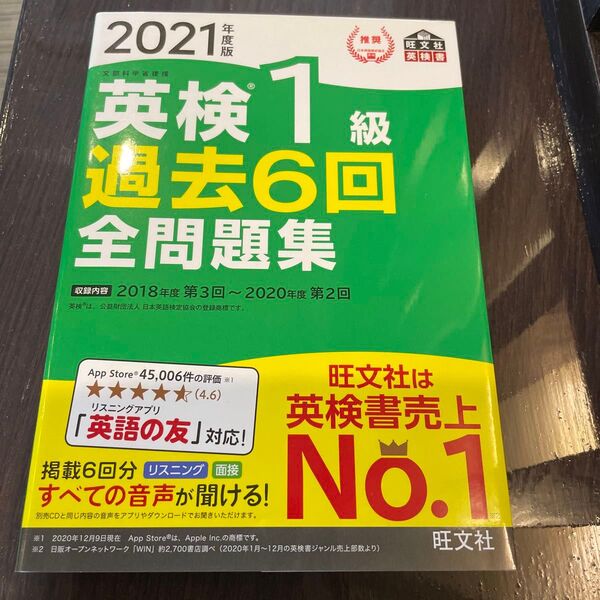 2021年度版
推奨
旺文社
英検書
文部科学省後援
英検®1級
過去6回
全問題集
収録内容 2018年度 第3回～2020年度 第2回
英検®は、公益財団法人 日本英語検定協会の登録商標です。
App Store® 45,006件の評価 ※1
(4.6)
リスニングアプリ
「英語の友」対応!
掲載6回分 リスニング 面接
すべての音声が聞ける!
別売CDと同じ内容の音声をアプリやダウンロードでお聞きいただけます。
旺文社は
英検書売上
No.1
※2
※1 2020年12月9日現在 App Store®は、Apple Inc.の商標です。
※2 日販オープンネットワーク「WIN」約2,700書店調べ（2020年1月～12月の英検書ジャンル売上部数より）
旺文社